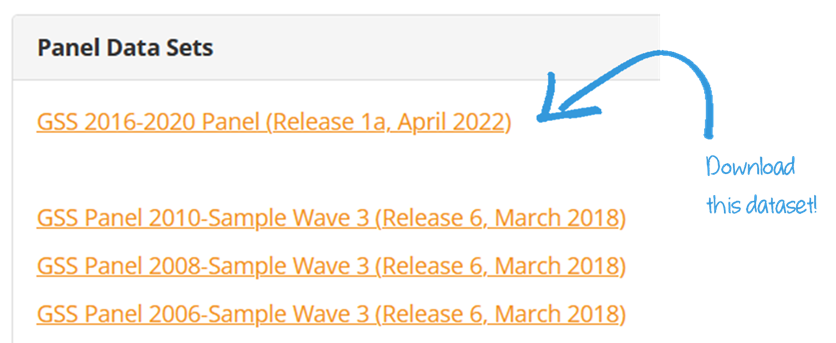 Panel Data Sets
GSS 2016-2020 Panel (Release 1a, April 2022)
Download
this dataset!
GSS Panel 2010-Sample Wave 3 (Release 6, March 2018)
GSS Panel 2008-Sample Wave 3 (Release 6, March 2018)
GSS Panel 2006-Sample Wave 3 (Release 6, March 2018)